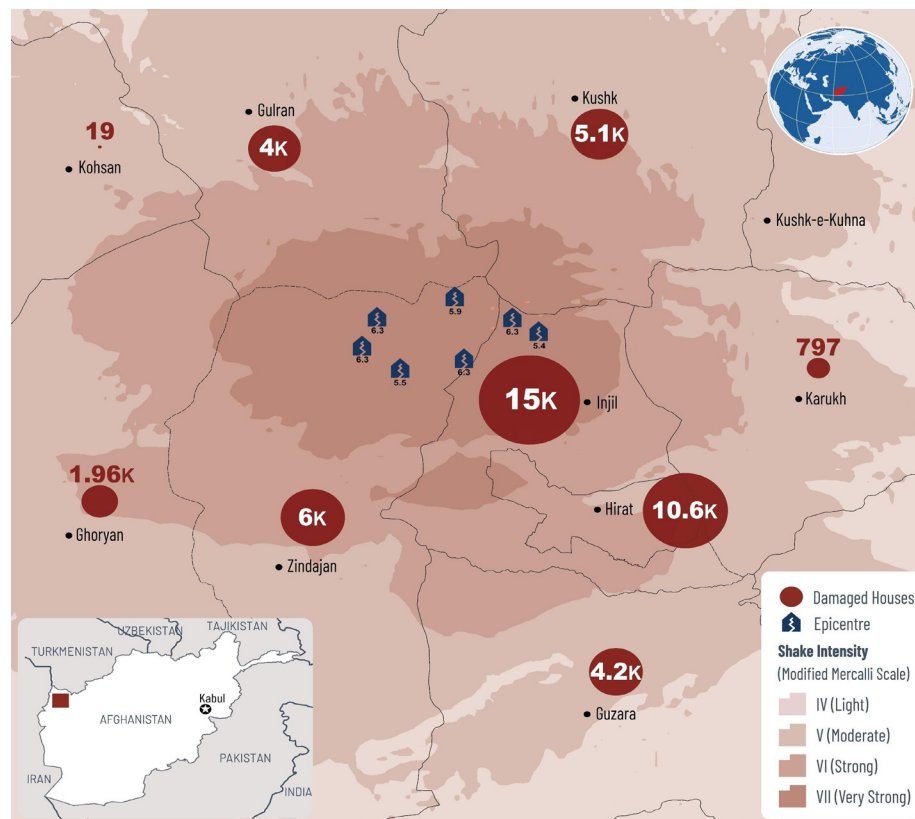 Gulran
4K
Kushk
5.1K
19
Kohsan
Kushk-e-Kuhna
5.9
6.3
6.3
5.4
6.3
6.3
5.5
797
Karukh
15K
Injil
1.96K
Ghoryan
6K
Zindajan
Hirat
10.6K
4.2K
Guzara
Damaged Houses
Epicentre
Shake Intensity
(Modified Mercalli Scale)
IV (Light)
V (Moderate)
VI (Strong)
VII (Very Strong)
UZBEKISTAN
TAJIKISTAN
TURKMENISTAN
Kabul
AFGHANISTAN
PAKISTAN
IRAN
INDIA